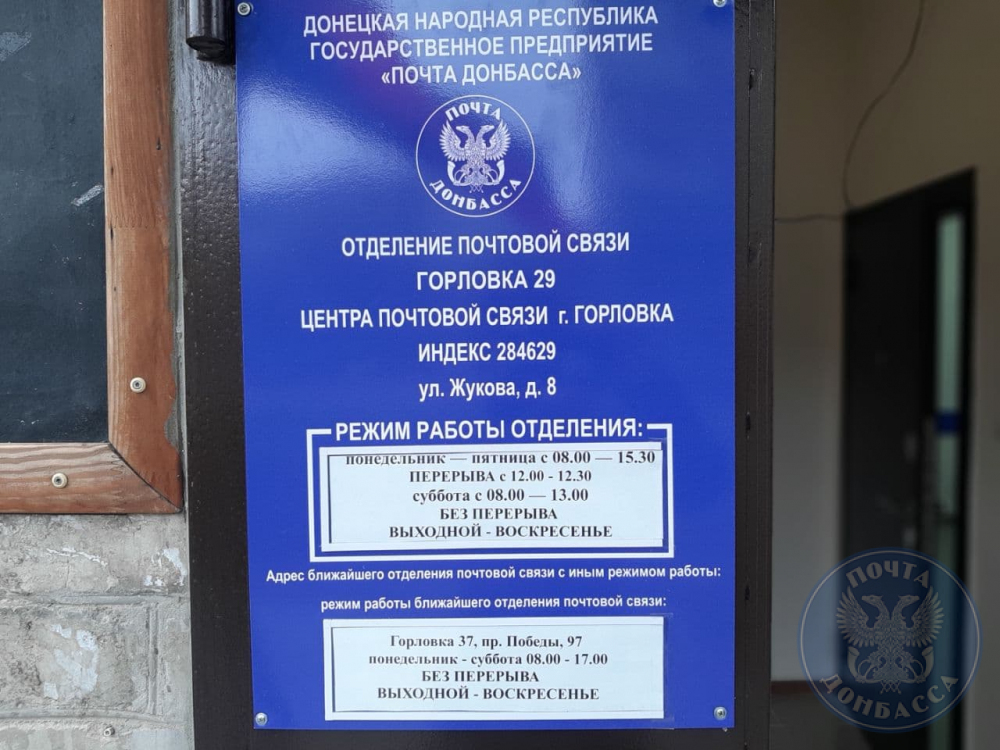 ДОНЕЦКАЯ НАРОДНАЯ РЕСПУБЛИКА
ГОСУДАРСТВЕННОЕ ПРЕДПРИЯТИЕ
«ПОЧТА ДОНБАССА»
ПОЧТА
ДОНБАССА
ОТДЕЛЕНИЕ ПОЧТОВОЙ СВЯЗИ
ГОРЛОВКА 29
ЦЕНТРА ПОЧТОВОЙ СВЯЗИ г. ГОРЛОВКА
ИНДЕКС 284629
ул. Жукова, д. 8
РЕЖИМ РАБОТЫ ОТДЕЛЕНИЯ:
понедельник — пятница с 08.00 — 15.30
ПЕРЕРЫВА с 12.00 - 12.30
суббота с 08.00 — 13.00
БЕЗ ПЕРЕРЫВА
ВЫХОДНОЙ - ВОСКРЕСЕНЬЕ
Адрес ближайшего отделения почтовой связи с иным режимом работы:
режим работы ближайшего отделения почтовой связи:
Горловка 37, пр. Победы, 97
понедельник - суббота 08.00 - 17.00
БЕЗ ПЕРЕРЫВА
ВЫХОДНОЙ - ВОСКРЕСЕНЬЕ
ПОЧТА
ДОНБАССА